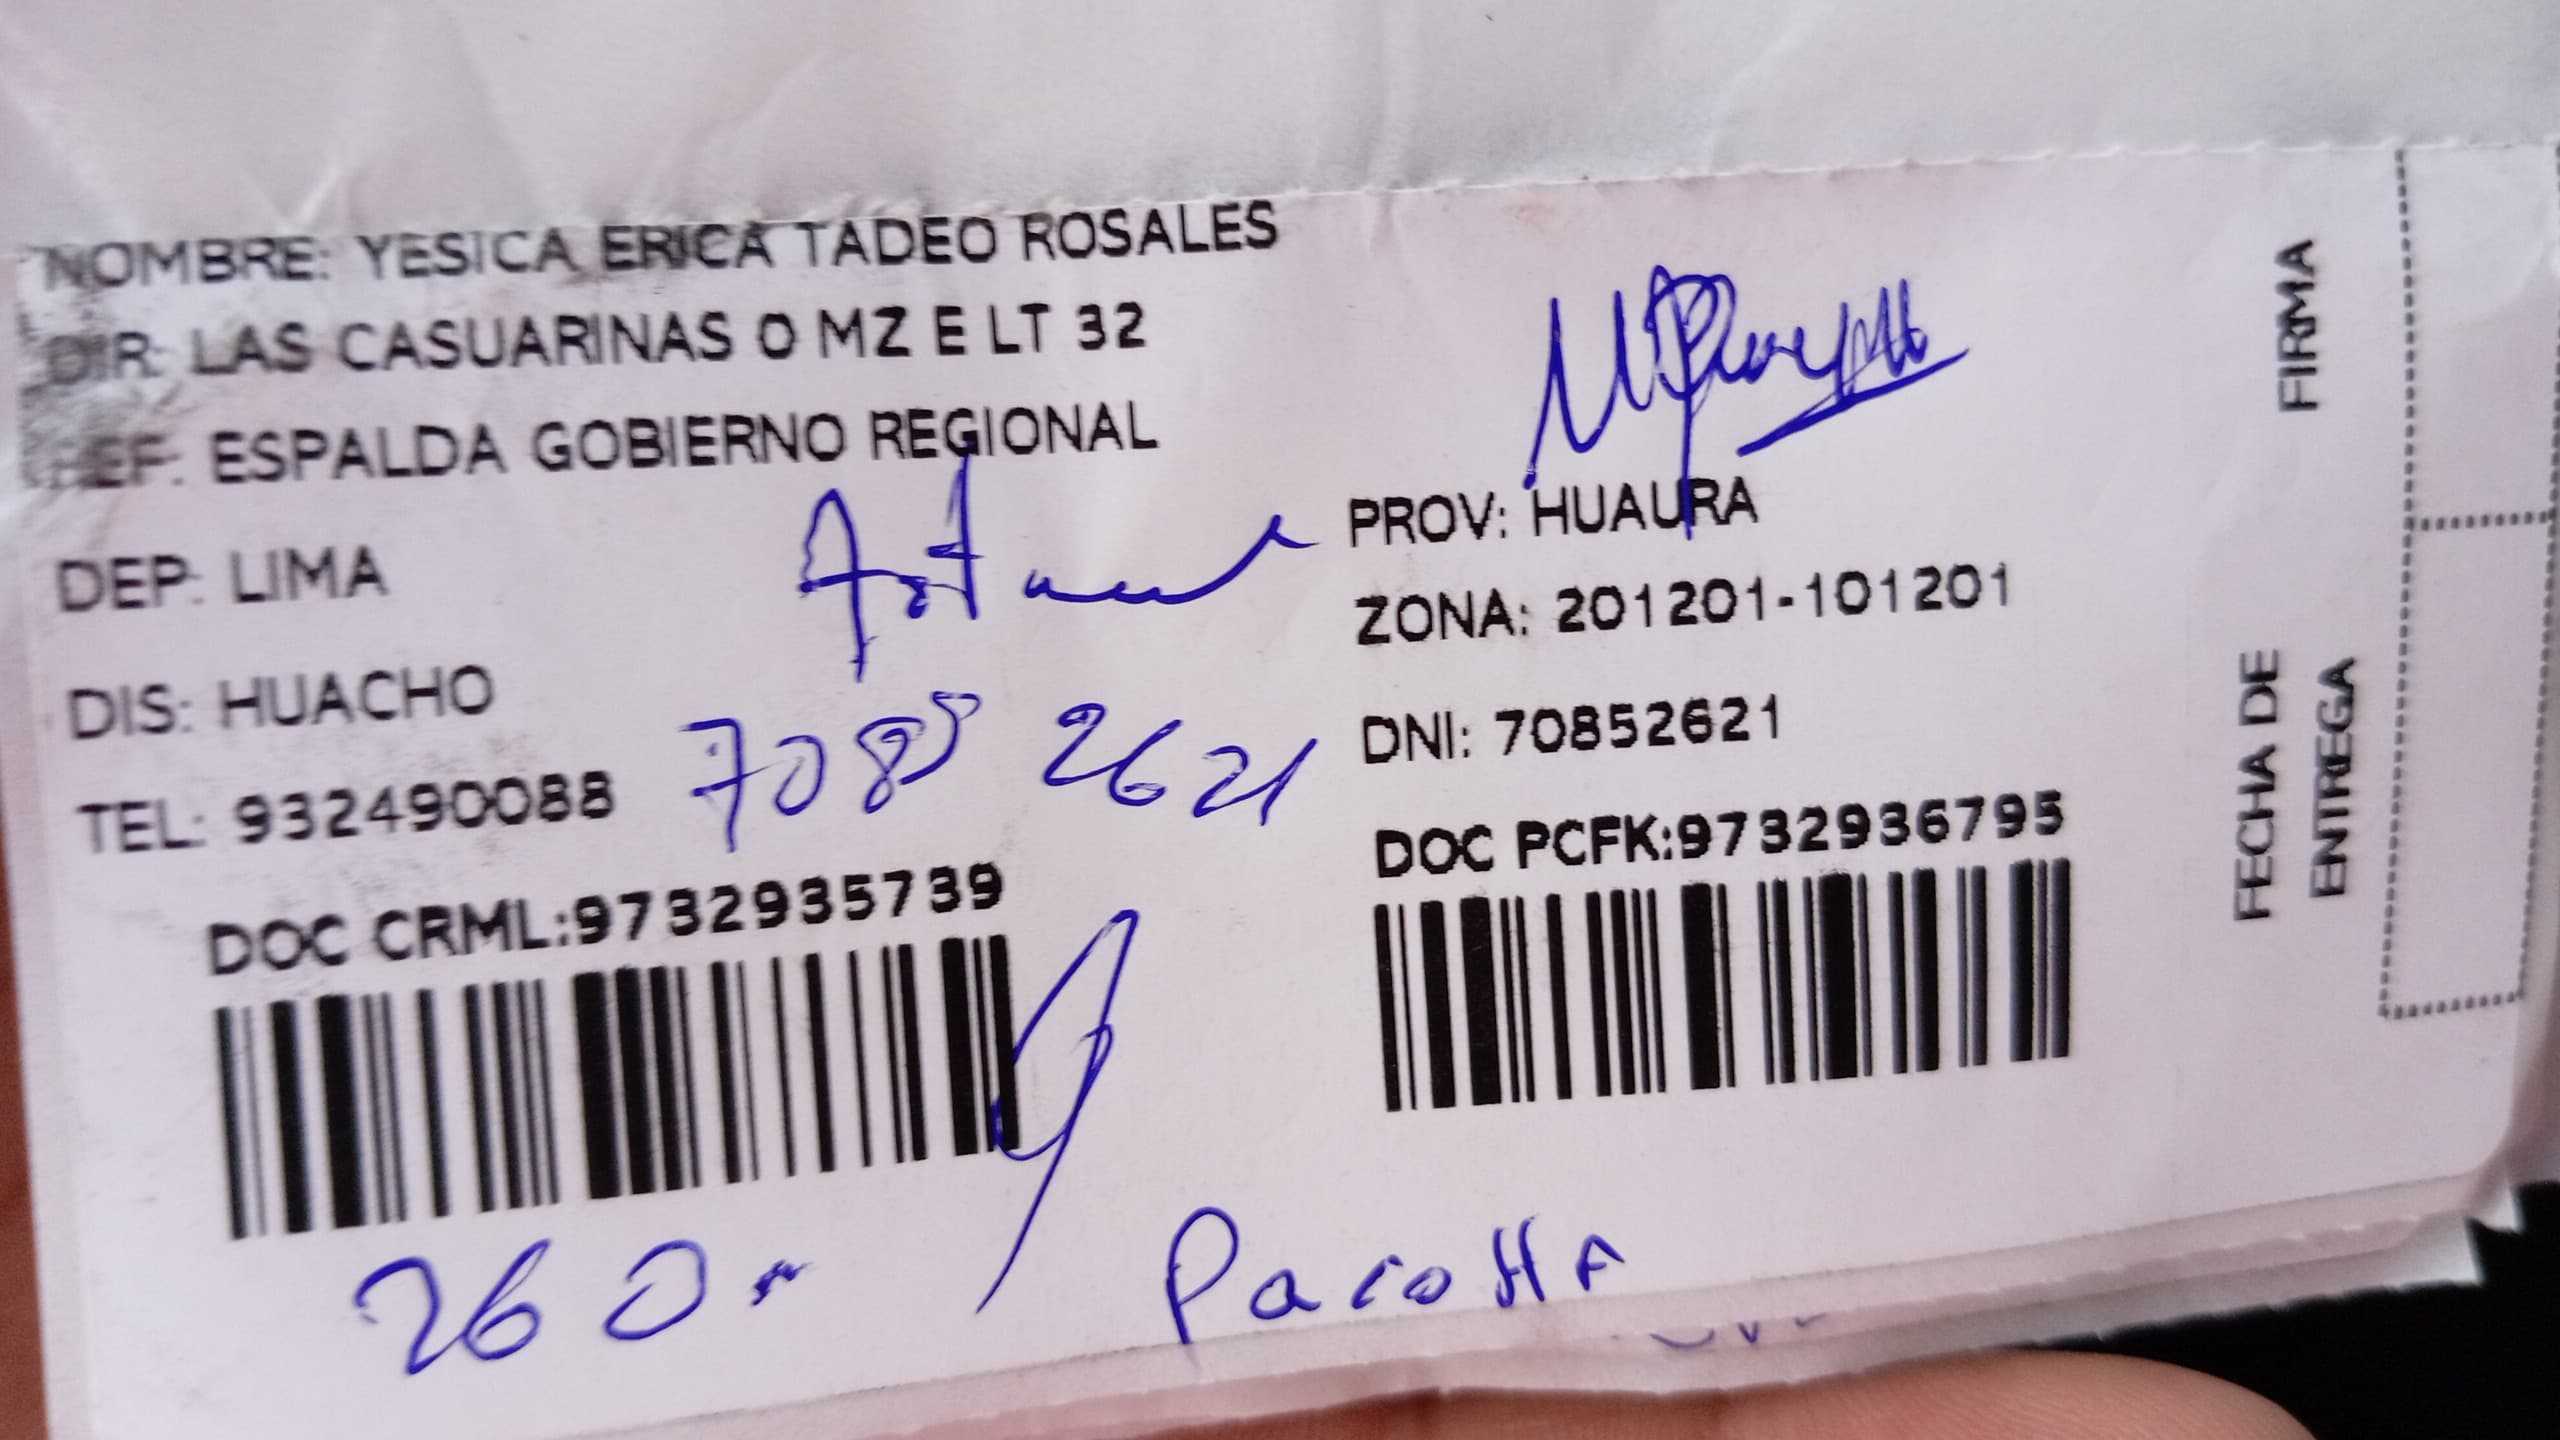 NOMBRE: YESICA ERICA TADEO ROSALES
DIR: LAS CASUARINAS 0 MZ E LT 32
REF: ESPALDA GOBIERNO REGIONAL
DEP: LIMA
PROV: HUAURA
ZONA: 201201-101201
DIS: HUACHO
DNI: 70852621
TEL: 932490088
7085 2621
DOC CRML:9732935739
DOC PCFK:9732936795
FIRMA
FECHA DE
ENTREGA
26